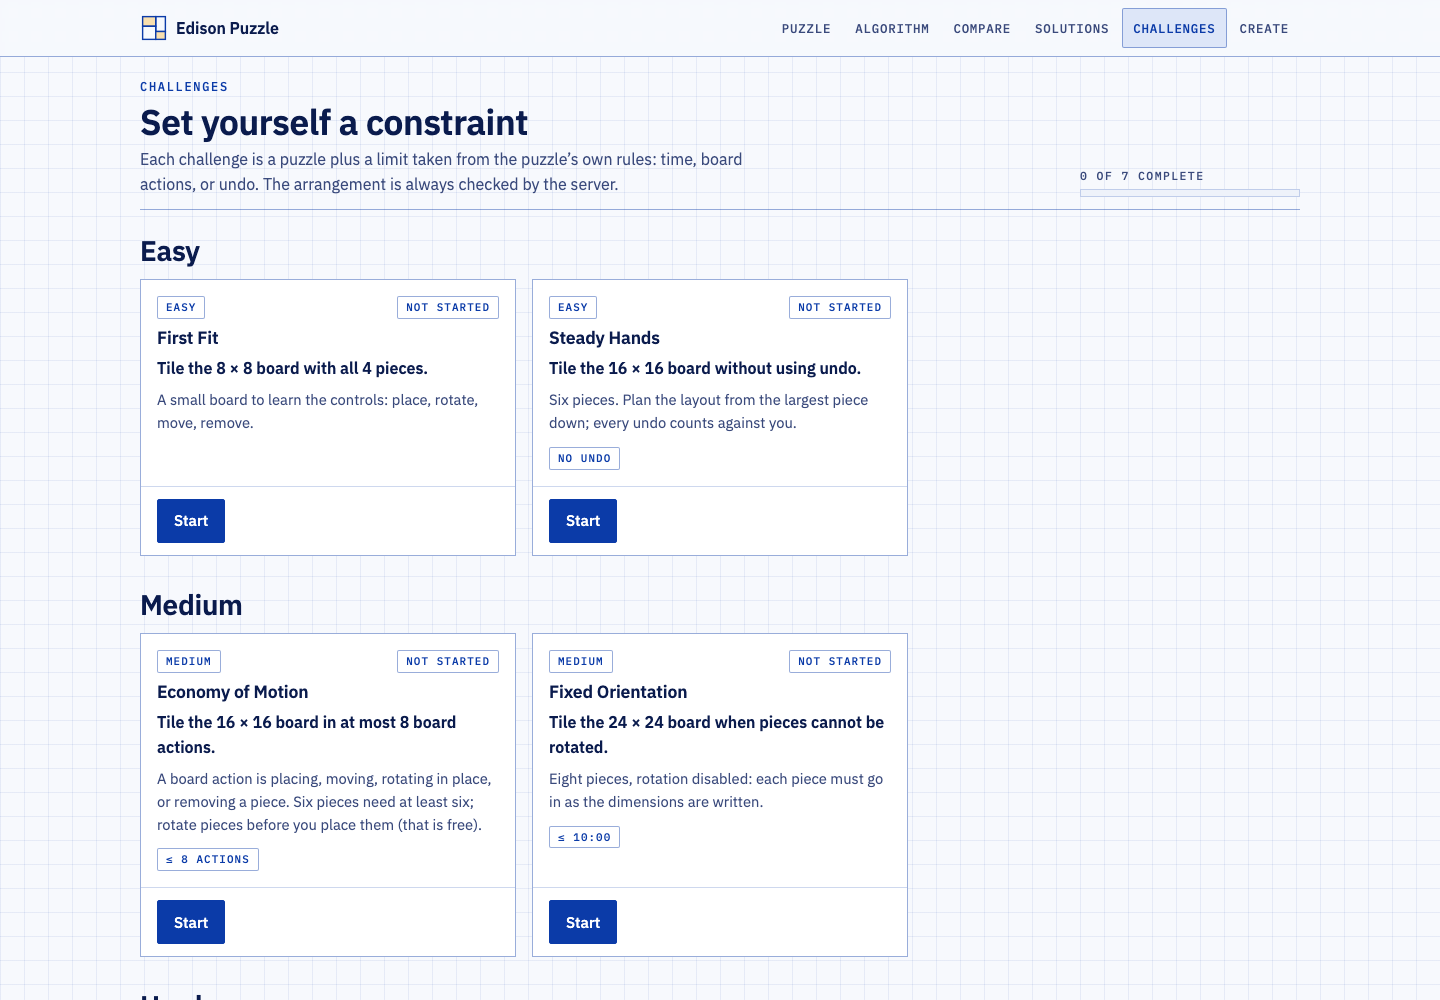 Edison Puzzle
PUZZLE ALGORITHM COMPARE SOLUTIONS CHALLENGES CREATE
CHALLENGES
Set yourself a constraint
Each challenge is a puzzle plus a limit taken from the puzzle’s own rules: time, board
actions, or undo. The arrangement is always checked by the server.
0 OF 7 COMPLETE
Easy
EASY NOT STARTED
First Fit
Tile the 8 × 8 board with all 4 pieces.
A small board to learn the controls: place, rotate,
move, remove.
Start
EASY NOT STARTED
Steady Hands
Tile the 16 × 16 board without using undo.
Six pieces. Plan the layout from the largest piece
down; every undo counts against you.
NO UNDO
Start
Medium
MEDIUM NOT STARTED
Economy of Motion
Tile the 16 × 16 board in at most 8 board
actions.
A board action is placing, moving, rotating in place,
or removing a piece. Six pieces need at least six;
rotate pieces before you place them (that is free).
≤ 8 ACTIONS
Start
MEDIUM NOT STARTED
Fixed Orientation
Tile the 24 × 24 board when pieces cannot be
rotated.
Eight pieces, rotation disabled: each piece must go
in as the dimensions are written.
≤ 10:00
Start